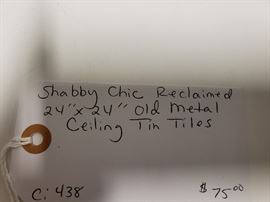 Shabby Chic Reclaimed
24" x 24" Old Metal
Ceiling Tin Tiles
C: 438 $ 75.00